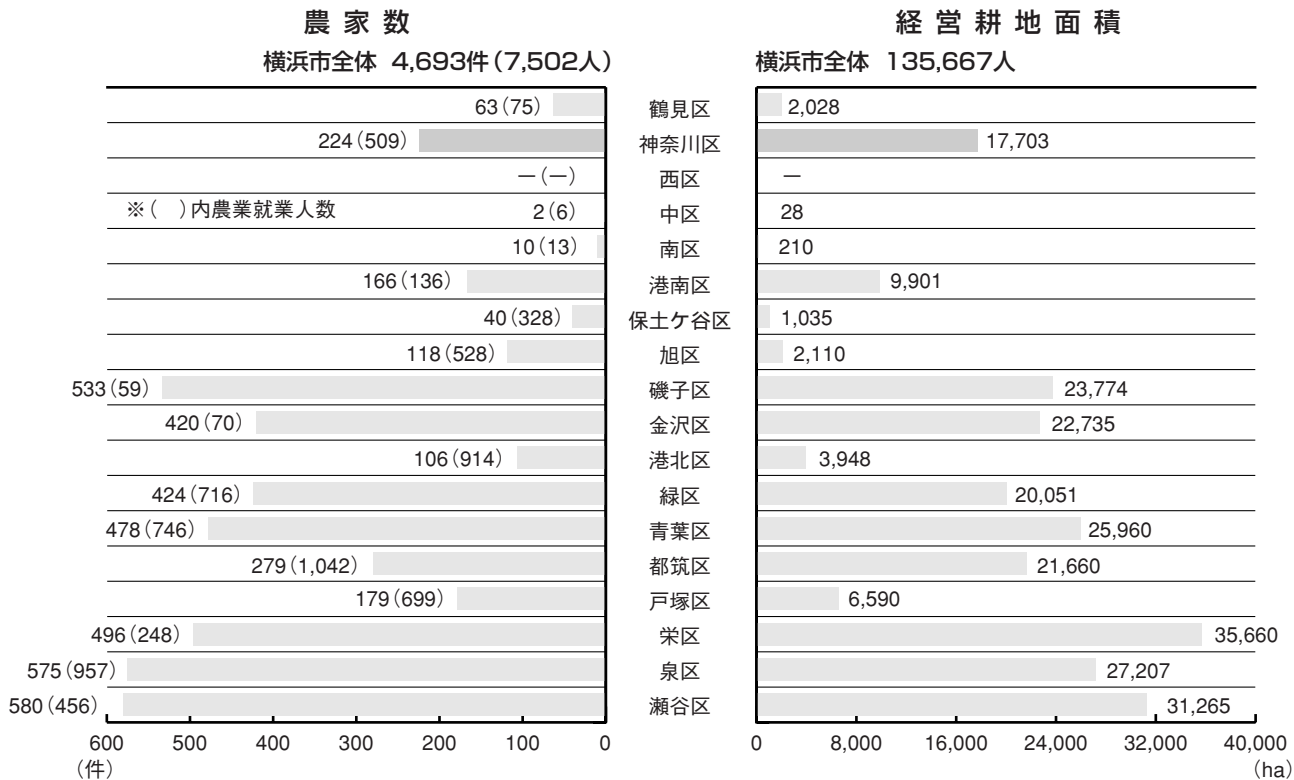 農家数 経営耕地面積
横浜市全体 4,693件(7,502人) 横浜市全体 135,667人
63(75) 鶴見区 2,028
224(509) 神奈川区 17,703
―(―) 西区 ―
※( )内農業就業人数 2(6) 中区 28
10(13) 南区 210
166(136) 港南区 9,901
40(328) 保土ケ谷区 1,035
118(528) 旭区 2,110
533(59) 磯子区 23,774
420(70) 金沢区 22,735
106(914) 港北区 3,948
424(716) 緑区 20,051
478(746) 青葉区 25,960
279(1,042) 都筑区 21,660
179(699) 戸塚区 6,590
496(248) 栄区 35,660
575(957) 泉区 27,207
580(456) 瀬谷区 31,265
600 500 400 300 200 100 0 0 8,000 16,000 24,000 32,000 40,000
(件) (ha)